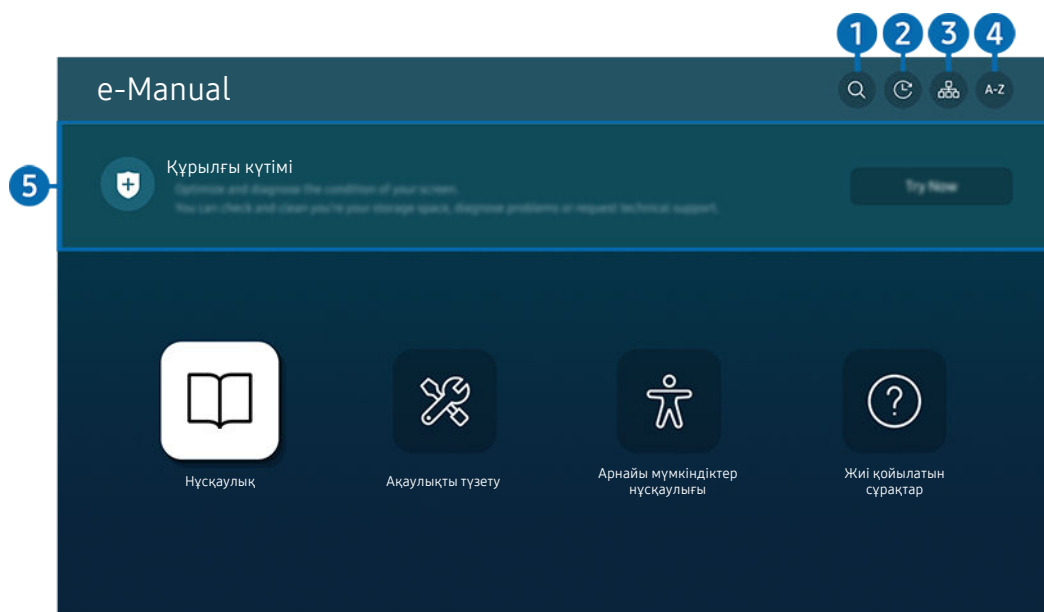 1 2 3 4
e-Manual
A-Z
5
Құрылғы күтімі
Optimise and diagnose the condition of your screen.
Try Now
You can check and clean you're your storage space, diagnose problems or request technical support.
Нұсқаулық
Ақаулықты түзету
Арнайы мүмкіндіктер
нұсқаулығы
Жиі қойылатын
сұрақтар